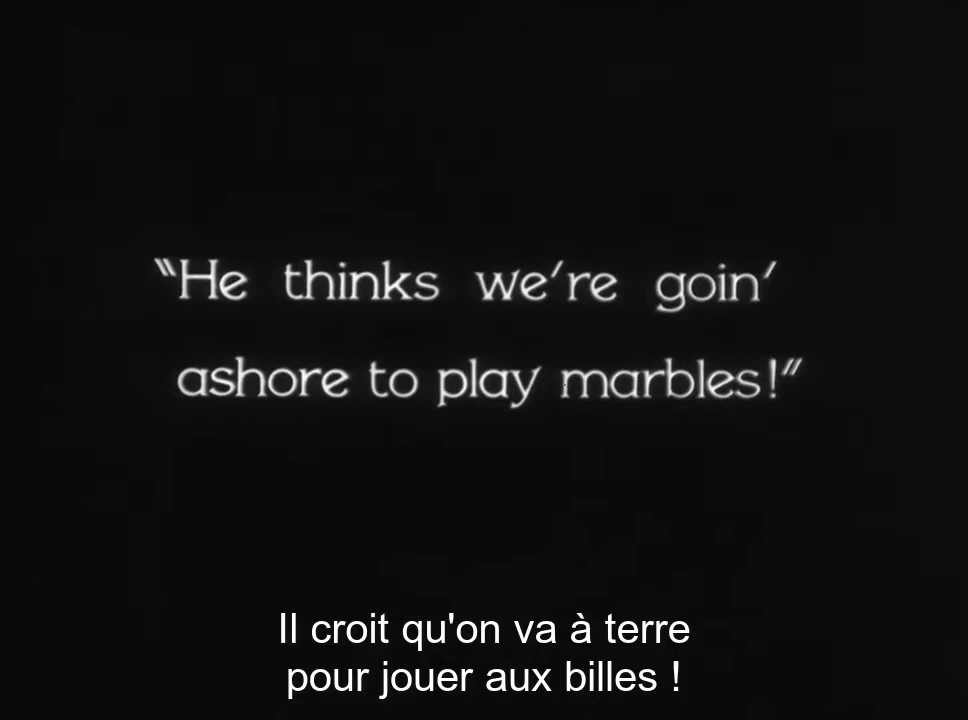 "He thinks we're goin'
ashore to play marbles!"
Il croit qu'on va à terre
pour jouer aux billes !